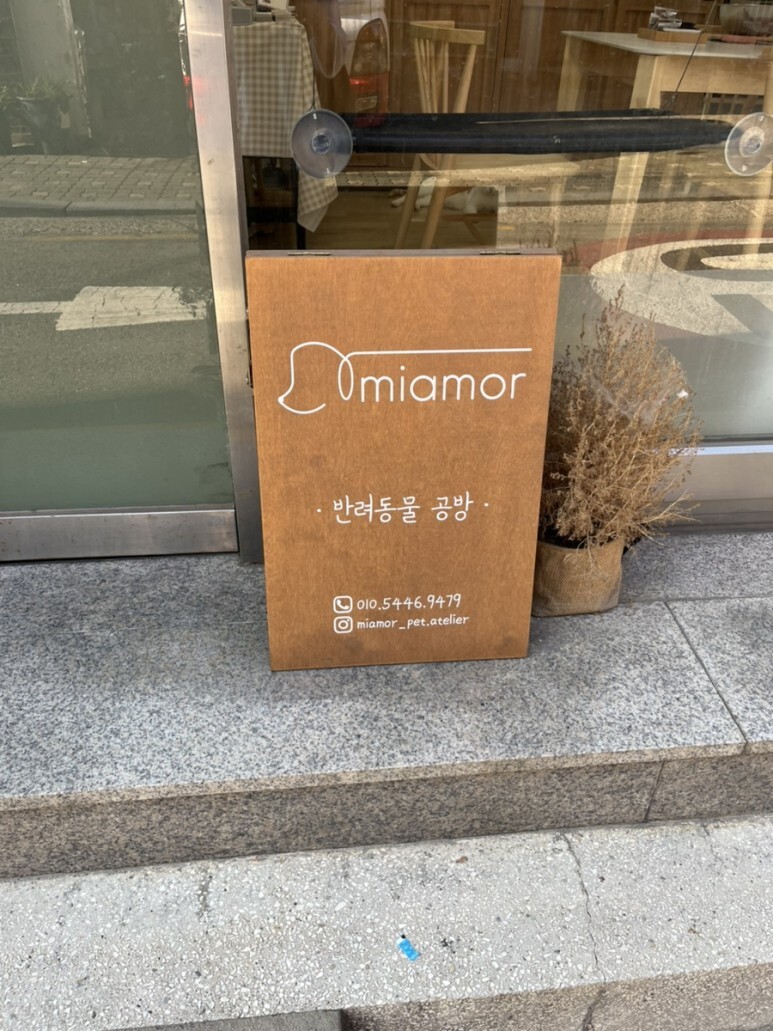 miamor
· 반려동물 공방 ·
010.5446.9479
miamor_pet.atelier